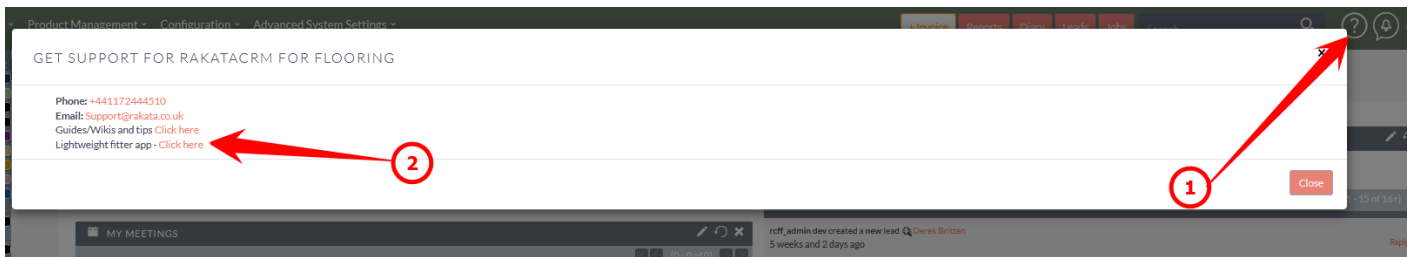 Product Management Configuration Advanced System Settings
+ Invoice Reports Diary Leads Jobs Search
GET SUPPORT FOR RAKATACRM FOR FLOORING
×
Phone: +441172444510
Email: Support@rakata.co.uk
Guides/Wikis and tips Click here
Lightweight fitter app - Click here
2
1
Close
- 15 of 16+)
MY MEETINGS
(0 - 0 of 0)
rcff_admin dev created a new lead Derek Britten
5 weeks and 2 days ago
Reply